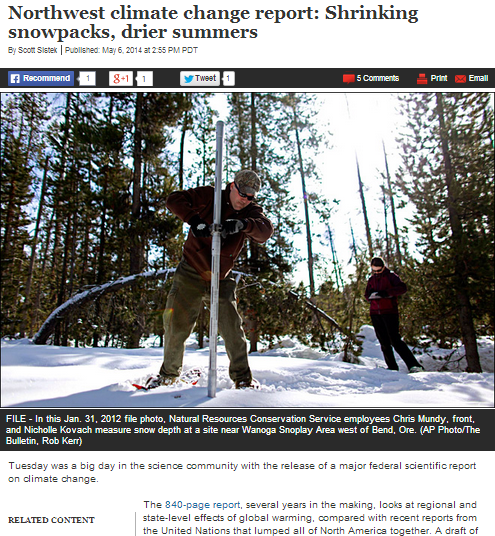 Northwest climate change report: Shrinking
snowpacks, drier summers
By Scott Sistek | Published: May 6, 2014 at 2:55 PM PDT
Recommend 1 g+1 1 Tweet 1 5 Comments Print Email
FILE - In this Jan. 31, 2012 file photo, Natural Resources Conservation Service employees Chris Mundy, front,
and Nicholle Kovach measure snow depth at a site near Wanoga Snoplay Area west of Bend, Ore. (AP Photo/The
Bulletin, Rob Kerr)
Tuesday was a big day in the science community with the release of a major federal scientific report
on climate change.
RELATED CONTENT
The 840-page report, several years in the making, looks at regional and
state-level effects of global warming, compared with recent reports from
the United Nations that lumped all of North America together. A draft of